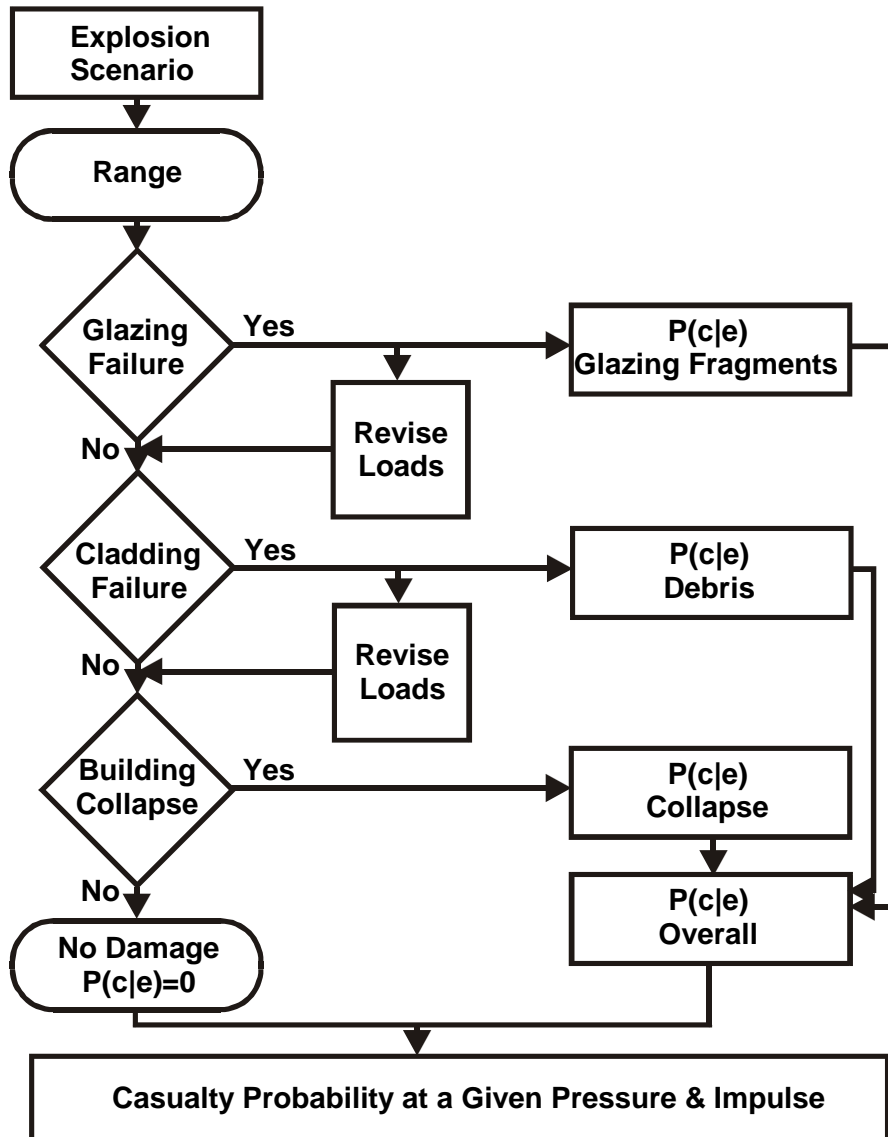 Explosion
Scenario
Range
Glazing
Failure
Yes
P(c|e)
Glazing Fragments
Revise
Loads
No
Cladding
Failure
Yes
P(c|e)
Debris
Revise
Loads
No
Building
Collapse
Yes
P(c|e)
Collapse
No
P(c|e)
Overall
No Damage
P(c|e)=0
Casualty Probability at a Given Pressure & Impulse